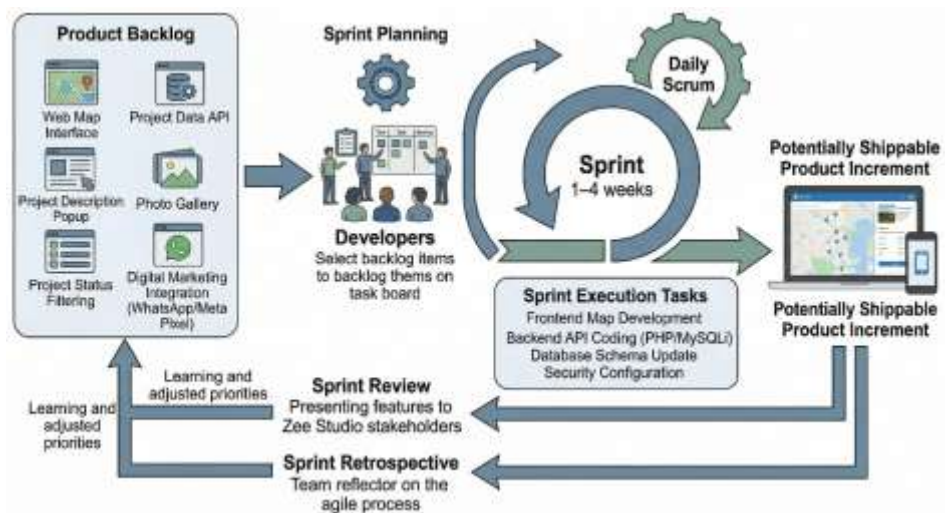 Product Backlog
Web Map
Interface
Project Data API
Project Description
Popup
Photo Gallery
Project Status
Filtering
Digital Marketing
Integration
(WhatsApp/Meta
Pixel)
Sprint Planning
Developers
Select backlog items
to backlog thems on
task board
Daily
Scrum
Sprint
1–4 weeks
Sprint Execution Tasks
Frontend Map Development
Backend API Coding (PHP/MySQLi)
Database Schema Update
Security Configuration
Potentially Shippable
Product Increment
Potentially Shippable
Product Increment
Learning and adjusted priorities
Learning and
adjusted
priorities
Sprint Review
Presenting features to
Zee Studio stakeholders
Sprint Retrospective
Team reflector on the
agile process